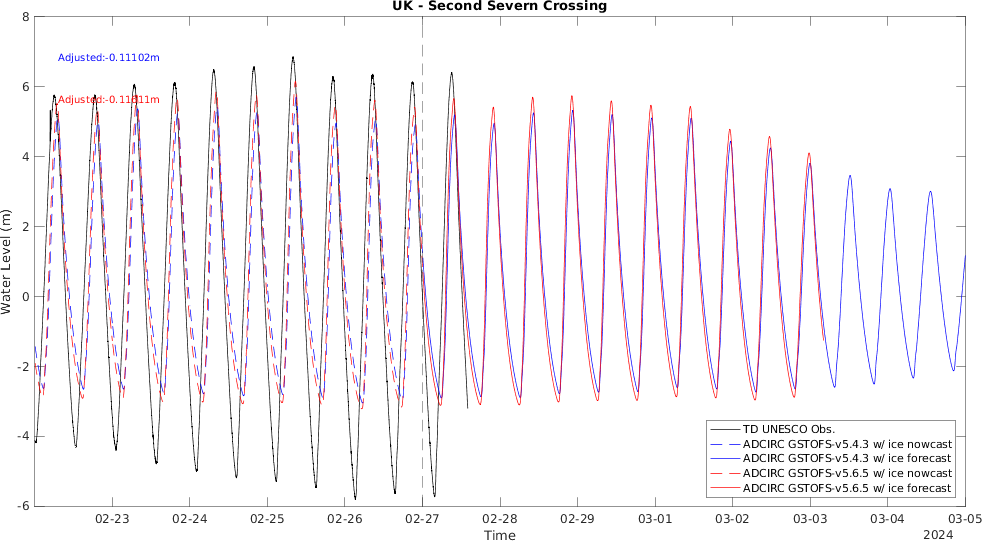 UK - Second Severn Crossing
8
6
4
2
0
-2
-4
-6
Water Level (m)
Adjusted:-0.11102m
TD UNESCO Obs.
ADCIRC GSTOFS-v5.4.3 w/ ice nowcast
ADCIRC GSTOFS-v5.4.3 w/ ice forecast
ADCIRC GSTOFS-v5.6.5 w/ ice nowcast
ADCIRC GSTOFS-v5.6.5 w/ ice forecast
02-23 02-24 02-25 02-26 02-27 02-28 02-29 03-01 03-02 03-03 03-04 03-05
Time
2024